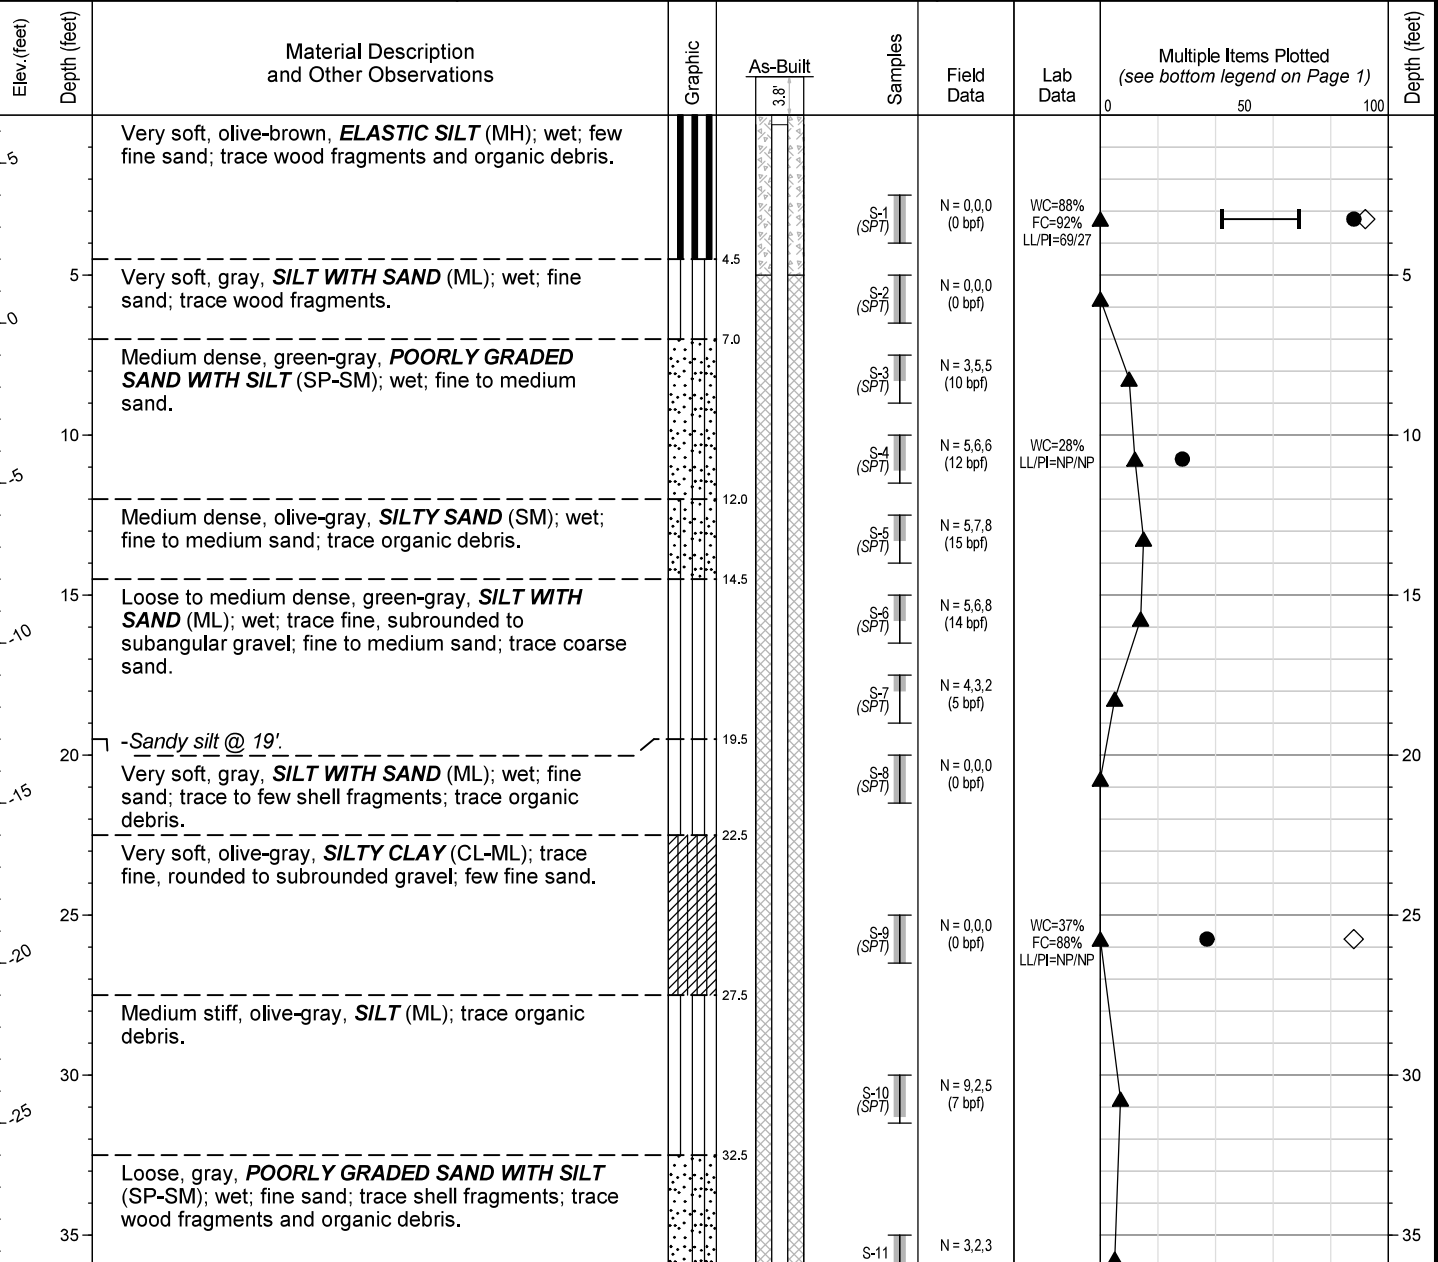 Elev.(feet)
Depth (feet)
Material Description
and Other Observations
Graphic
As-Built
3.8'
Samples
Field
Data
Lab
Data
Multiple Items Plotted
(see bottom legend on Page 1)
0 50 100
Depth (feet)
Very soft, olive-brown, ELASTIC SILT (MH); wet; few
fine sand; trace wood fragments and organic debris.
5
S-1
(SPT)
N = 0,0,0
(0 bpf)
WC=88%
FC=92%
LL/PI=69/27
4.5
5
Very soft, gray, SILT WITH SAND (ML); wet; fine
sand; trace wood fragments.
S-2
(SPT)
N = 0,0,0
(0 bpf)
5
0
7.0
Medium dense, green-gray, POORLY GRADED
SAND WITH SILT (SP-SM); wet; fine to medium
sand.
S-3
(SPT)
N = 3,5,5
(10 bpf)
10
-5
S-4
(SPT)
N = 5,6,6
(12 bpf)
WC=28%
LL/PI=NP/NP
10
12.0
Medium dense, olive-gray, SILTY SAND (SM); wet;
fine to medium sand; trace organic debris.
S-5
(SPT)
N = 5,7,8
(15 bpf)
14.5
15
-10
Loose to medium dense, green-gray, SILT WITH
SAND (ML); wet; trace fine, subrounded to
subangular gravel; fine to medium sand; trace coarse
sand.
S-6
(SPT)
N = 5,6,8
(14 bpf)
15
S-7
(SPT)
N = 4,3,2
(5 bpf)
-Sandy silt @ 19'.
19.5
20
-15
Very soft, gray, SILT WITH SAND (ML); wet; fine
sand; trace to few shell fragments; trace organic
debris.
S-8
(SPT)
N = 0,0,0
(0 bpf)
20
22.5
Very soft, olive-gray, SILTY CLAY (CL-ML); trace
fine, rounded to subrounded gravel; few fine sand.
25
-20
S-9
(SPT)
N = 0,0,0
(0 bpf)
WC=37%
FC=88%
LL/PI=NP/NP
25
27.5
Medium stiff, olive-gray, SILT (ML); trace organic
debris.
30
-25
S-10
(SPT)
N = 9,2,5
(7 bpf)
30
32.5
Loose, gray, POORLY GRADED SAND WITH SILT
(SP-SM); wet; fine sand; trace shell fragments; trace
wood fragments and organic debris.
35
S-11
N = 3,2,3
35